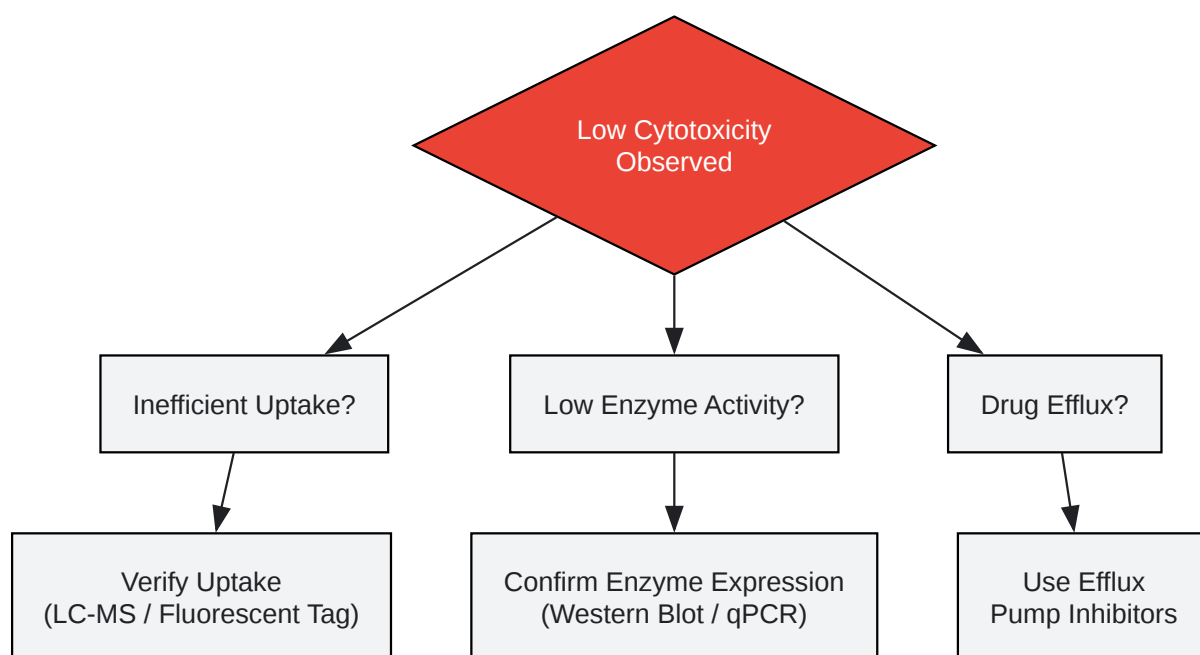 Low Cytotoxicity
Observed
Inefficient Uptake?
Low Enzyme Activity?
Drug Efflux?
Verify Uptake
(LC-MS / Fluorescent Tag)
Confirm Enzyme Expression
(Western Blot / qPCR)
Use Efflux
Pump Inhibitors